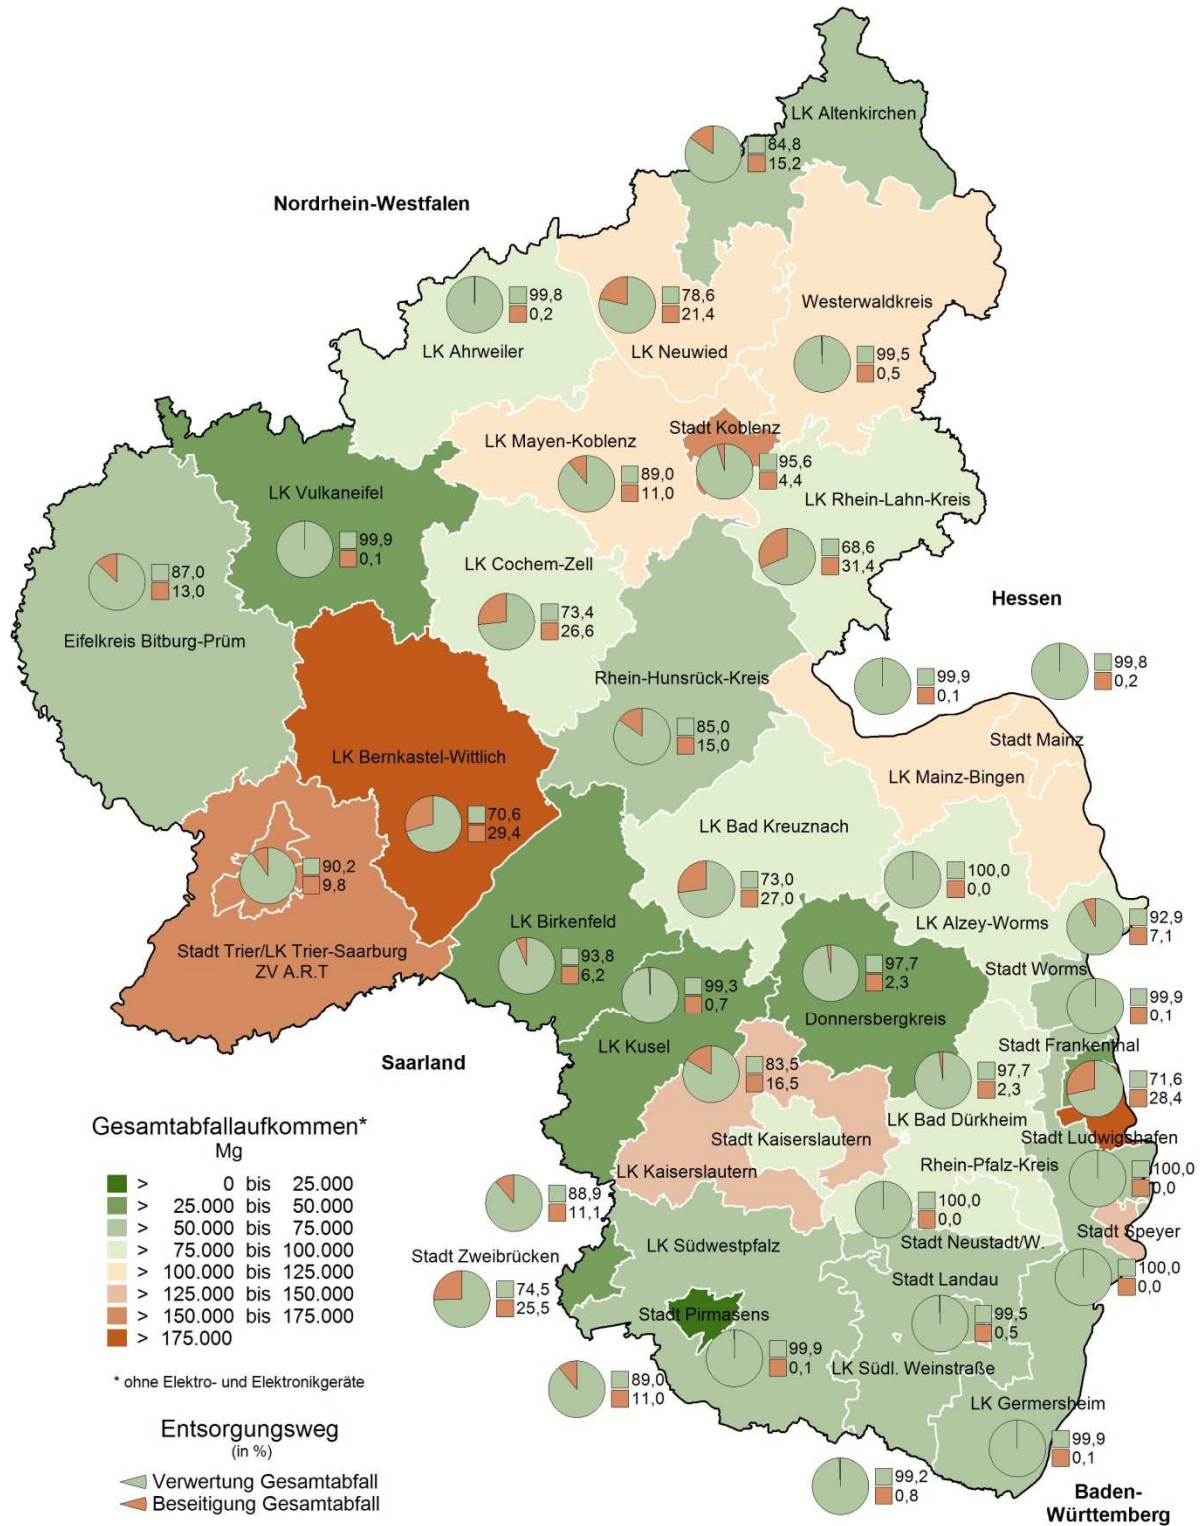 LK Altenkirchen
84,8
15,2
Nordrhein-Westfalen
99,8
0,2
LK Ahrweiler
78,6
21,4
LK Neuwied
Westerwaldkreis
99,5
0,5
Stadt Koblenz
95,6
4,4
LK Mayen-Koblenz
89,0
11,0
LK Rhein-Lahn-Kreis
68,6
31,4
LK Vulkaneifel
99,9
0,1
87,0
13,0
Eifelkreis Bitburg-Prüm
LK Cochem-Zell
73,4
26,6
Hessen
99,9
0,1
99,8
0,2
Rhein-Hunsrück-Kreis
85,0
15,0
Stadt Mainz
LK Mainz-Bingen
LK Bernkastel-Wittlich
70,6
29,4
LK Bad Kreuznach
73,0
27,0
100,0
0,0
LK Alzey-Worms
92,9
7,1
90,2
9,8
Stadt Trier/LK Trier-Saarburg
ZV A.R.T
LK Birkenfeld
93,8
6,2
99,3
0,7
97,7
2,3
Donnersbergkreis
Stadt Worms
99,9
0,1
Stadt Frankenthal
71,6
28,4
LK Kusel
Saarland
83,5
16,5
97,7
2,3
LK Bad Dürkheim
Stadt Ludwigshafen
Stadt Kaiserslautern
LK Kaiserslautern
Rhein-Pfalz-Kreis
100,0
0,0
88,9
11,1
100,0
0,0
Stadt Speyer
LK Südwestpfalz
Stadt Neustadt/W.
100,0
0,0
Stadt Zweibrücken
74,5
25,5
Stadt Landau
99,5
0,5
Stadt Pirmasens
99,9
0,1
LK Südl. Weinstraße
89,0
11,0
LK Germersheim
99,9
0,1
99,2
0,8
Baden-
Württemberg
Gesamtabfallaufkommen*
Mg
> 0 bis 25.000
> 25.000 bis 50.000
> 50.000 bis 75.000
> 75.000 bis 100.000
> 100.000 bis 125.000
> 125.000 bis 150.000
> 150.000 bis 175.000
> 175.000
* ohne Elektro- und Elektronikgeräte
Entsorgungsweg
(in %)
Verwertung Gesamtabfall
Beseitigung Gesamtabfall